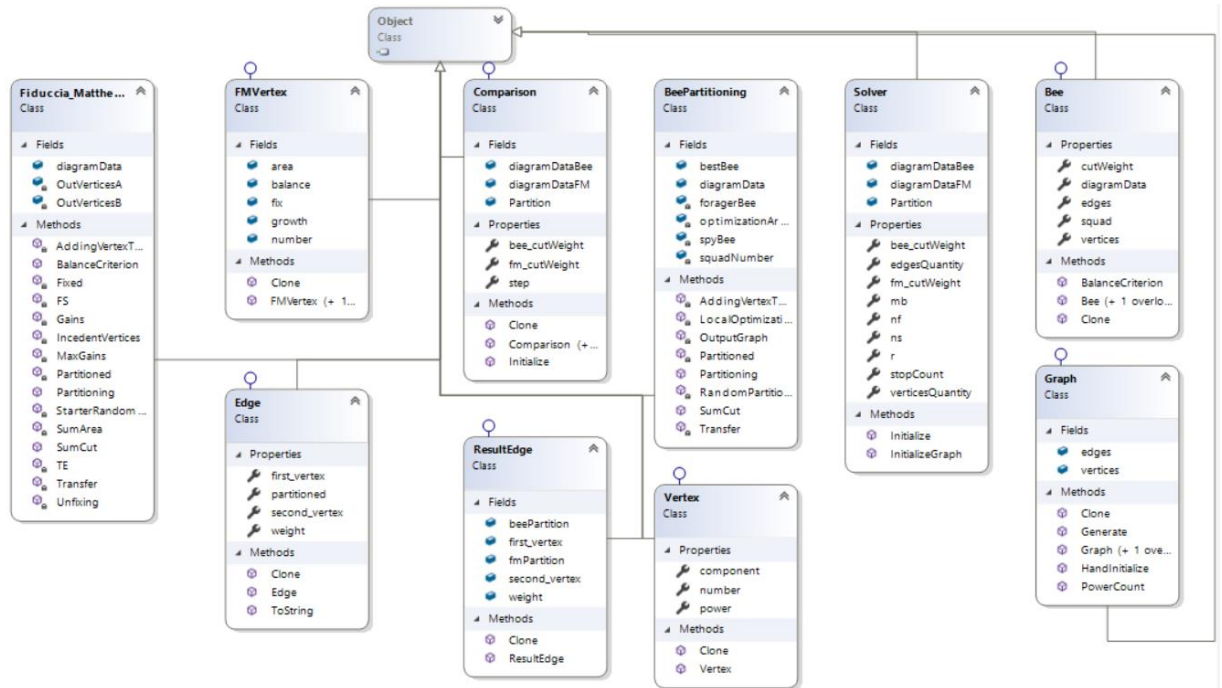 Object
Class
Fiduccia_Matthe...
Class
Fields
diagramData
OutVerticesA
OutVerticesB
Methods
AddingVertexT...
BalanceCriterion
Fixed
FS
Gains
IncedentVertices
MaxGains
Partitioned
Partitioning
StarterRandom ...
SumArea
SumCut
TE
Transfer
Unfixing
FMVertex
Class
Fields
area
balance
fix
growth
number
Methods
Clone
FMVertex (+ 1...
Edge
Class
Properties
first_vertex
partitioned
second_vertex
weight
Methods
Clone
Edge
ToString
Comparison
Class
Fields
diagramDataBee
diagramDataFM
Partition
Properties
bee_cutWeight
fm_cutWeight
step
Methods
Clone
Comparison (+...
Initialize
ResultEdge
Class
Fields
beePartition
first_vertex
fmPartition
second_vertex
weight
Methods
Clone
ResultEdge
BeePartitioning
Class
Fields
bestBee
diagramData
foragerBee
optimizationAr...
spyBee
squadNumber
Methods
AddingVertexT...
LocalOptimizati...
OutputGraph
Partitioned
Partitioning
RandomPartitio...
SumCut
Transfer
Vertex
Class
Properties
component
number
power
Methods
Clone
Vertex
Solver
Class
Fields
diagramDataBee
diagramDataFM
Partition
Properties
bee_cutWeight
edgesQuantity
fm_cutWeight
mb
nf
ns
r
stopCount
verticesQuantity
Methods
Initialize
InitializeGraph
Bee
Class
Properties
cutWeight
diagramData
edges
squad
vertices
Methods
BalanceCriterion
Bee (+ 1 overlo...
Clone
Graph
Class
Fields
edges
vertices
Methods
Clone
Generate
Graph (+ 1 ove...
HandInitialize
PowerCount